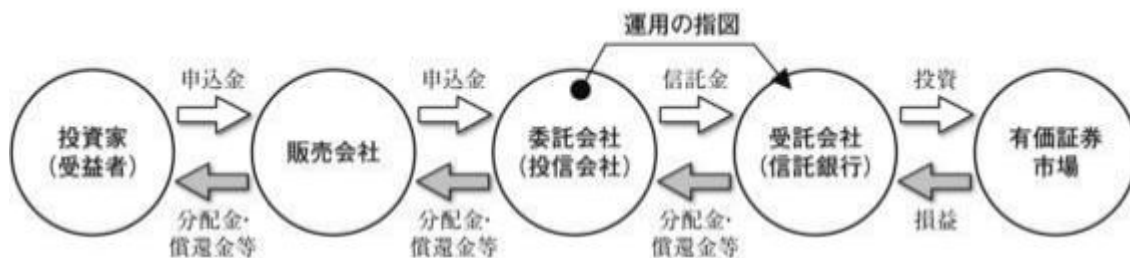 運用の指図
申込金
申込金
信託金
投資
投資家
(受益者)
販売会社
委託会社
(投信会社)
受託会社
(信託銀行)
有価証券
市場
分配金・
償還金等
分配金・
償還金等
分配金・
償還金等
損益